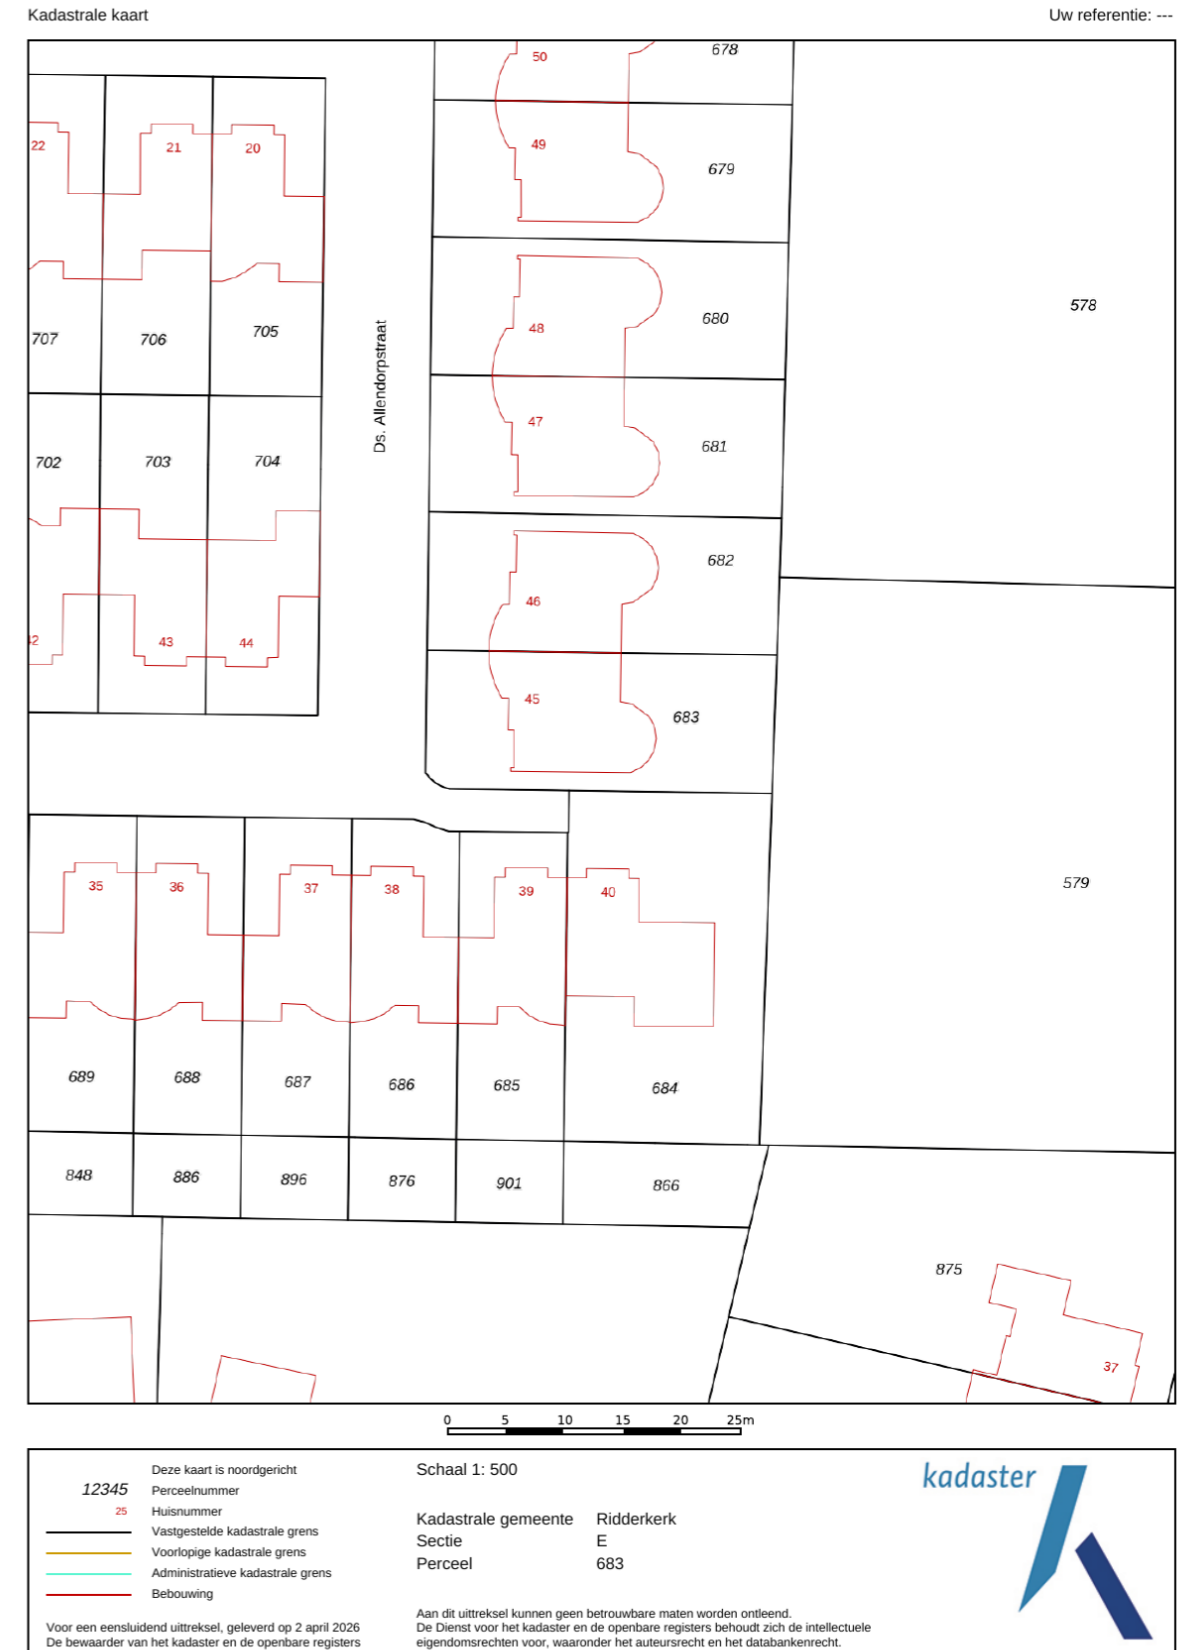 Kadastrale kaart
Uw referentie: ---
50
678
49
679
22
21
20
48
680
578
707
706
705
Ds. Allendorpstraat
47
681
702
703
704
46
682
42
43
44
45
683
35
36
37
38
39
40
579
689
688
687
686
685
684
848
886
896
876
901
866
875
37
0 5 10 15 20 25m
Deze kaart is noordgericht
12345 Perceelnummer
25 Huisnummer
Vastgestelde kadastrale grens
Voorlopige kadastrale grens
Administratieve kadastrale grens
Bebouwing
Voor een eensluidend uittreksel, geleverd op 2 april 2026
De bewaarder van het kadaster en de openbare registers
Schaal 1: 500
Kadastrale gemeente Ridderkerk
Sectie E
Perceel 683
Aan dit uittreksel kunnen geen betrouwbare maten worden ontleend.
De Dienst voor het kadaster en de openbare registers behoudt zich de intellectuele
eigendomsrechten voor, waaronder het auteursrecht en het databankenrecht.
kadaster